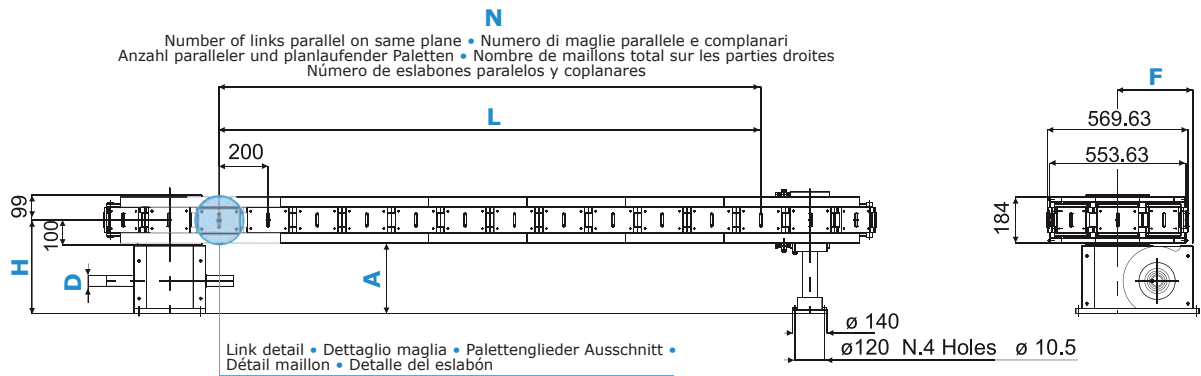 N
Number of links parallel on same plane • Numero di maglie parallele e complanari
Anzahl paralleler und planlaufender Paletten • Nombre de maillons total sur les parties droites
Número de eslabones paralelos y coplanares
L
200
99
100
H
D
A
ø 140
ø120 N.4 Holes ø 10.5
Link detail • Dettaglio maglia • Palettenglieder Ausschnitt •
Détail maillon • Detalle del eslabón
F
569.63
553.63
184